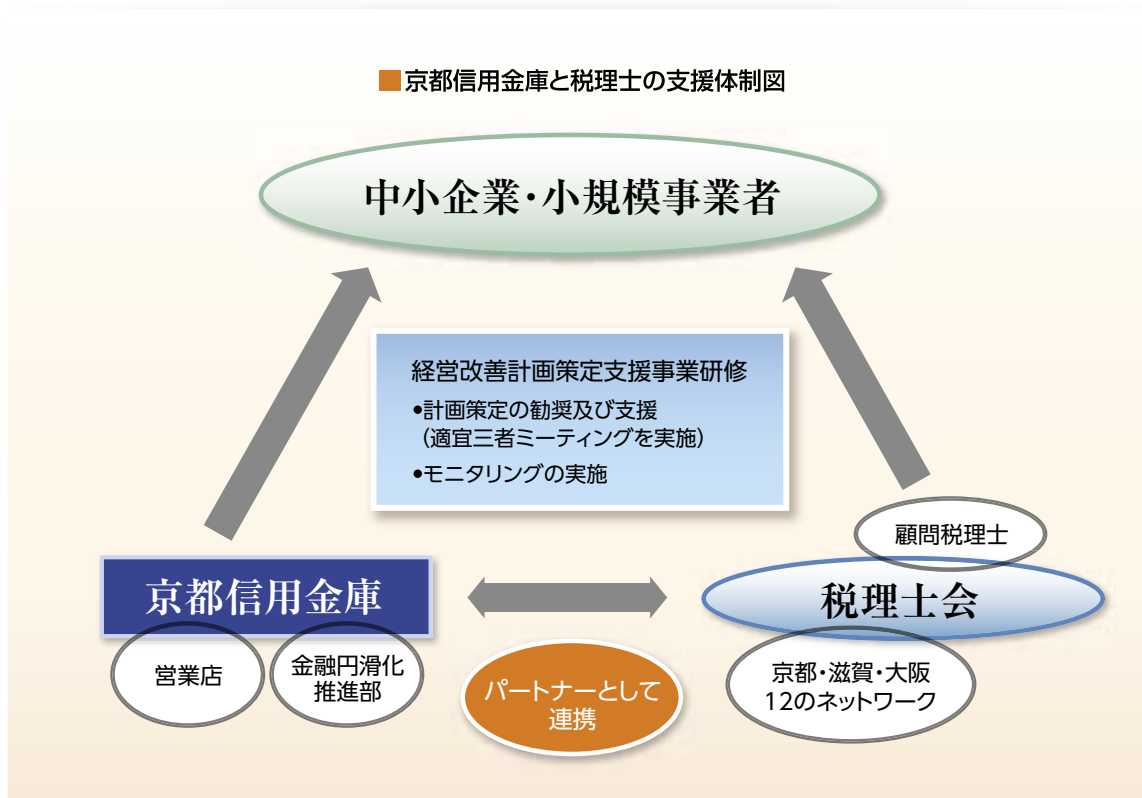 ■京都信用金庫と税理士の支援体制図
中小企業・小規模事業者
経営改善計画策定支援事業研修
•計画策定の勧奨及び支援
（適宜三者ミーティングを実施）
•モニタリングの実施
顧問税理士
京都信用金庫
税理士会
営業店
金融円滑化
推進部
パートナーとして
連携
京都・滋賀・大阪
12のネットワーク